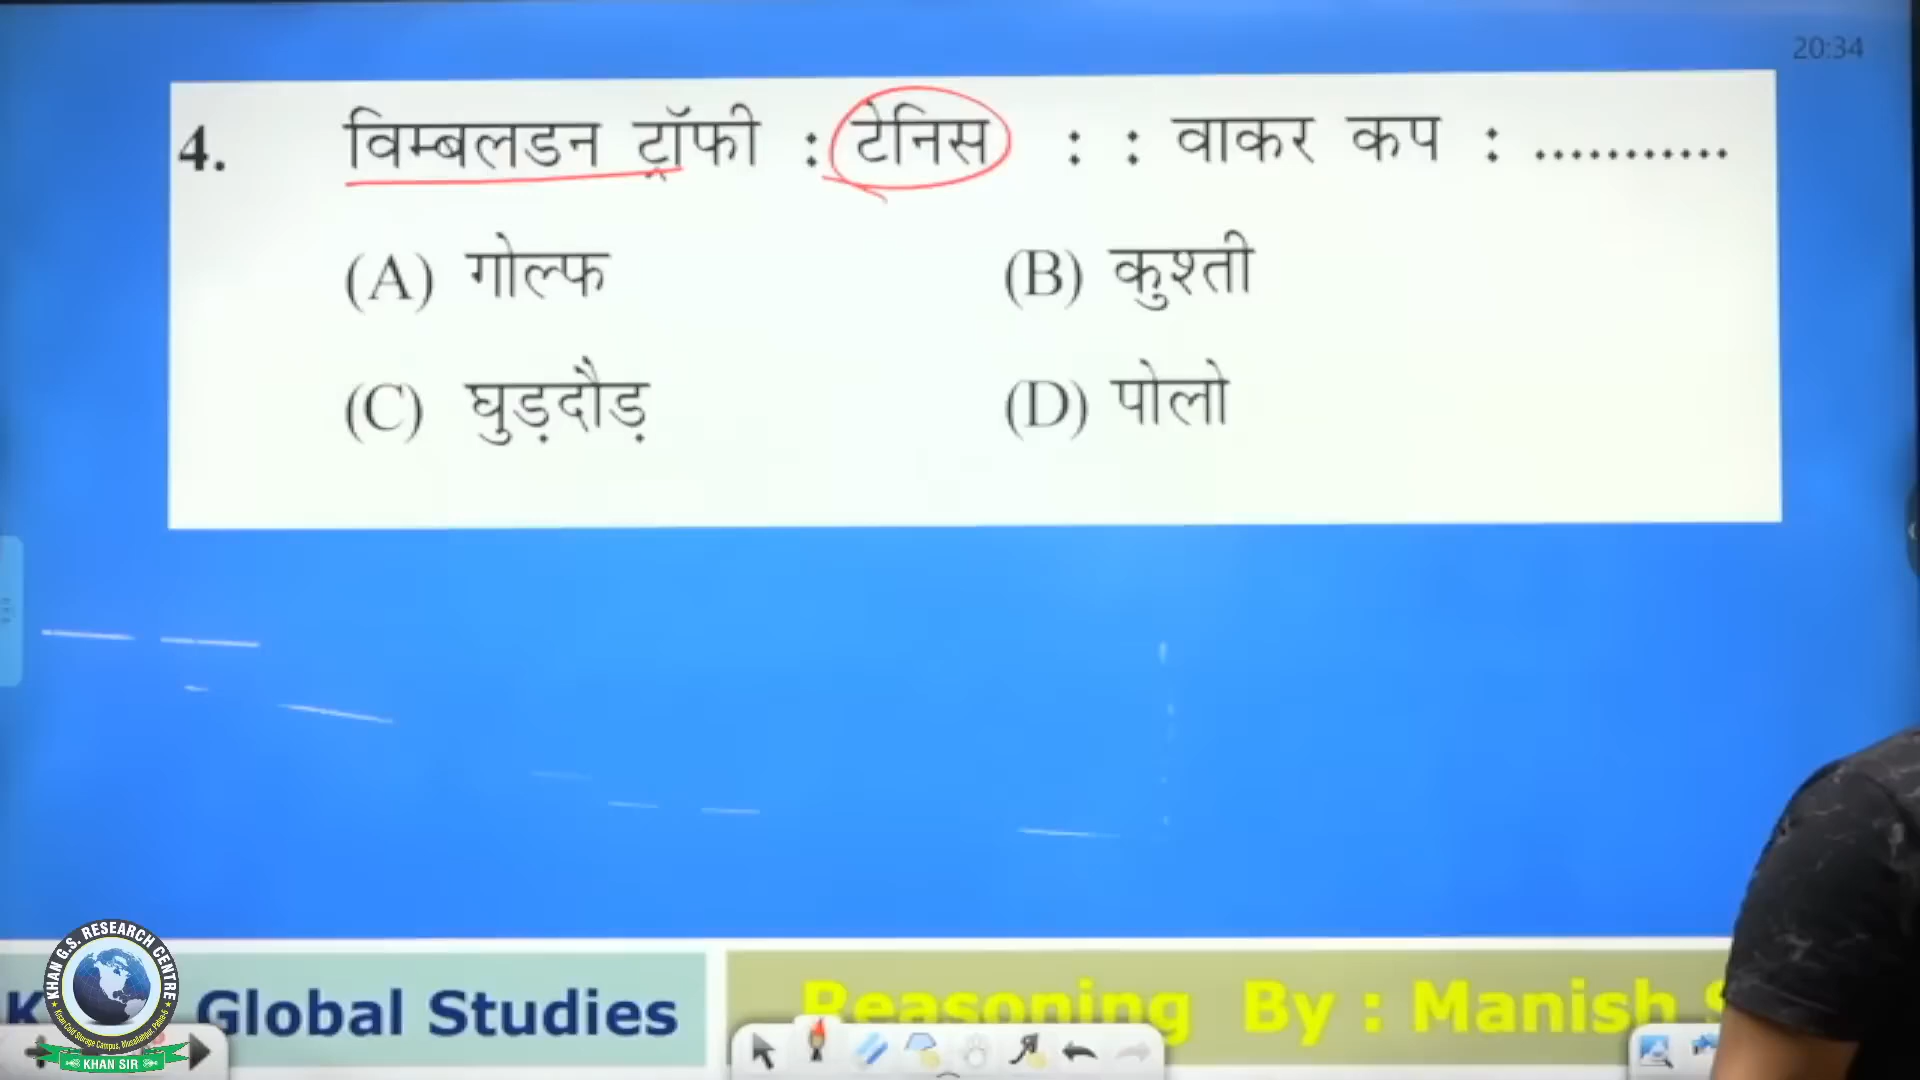 20:34
4. विम्बलडन ट्रॉफी : टेनिस : : वाकर कप : ...........
(A) गोल्फ (B) कुश्ती
(C) घुड़दौड़ (D) पोलो
KHAN G.S. RESEARCH CENTRE
KHAN SIR
Global Studies
Reasoning By : Manish